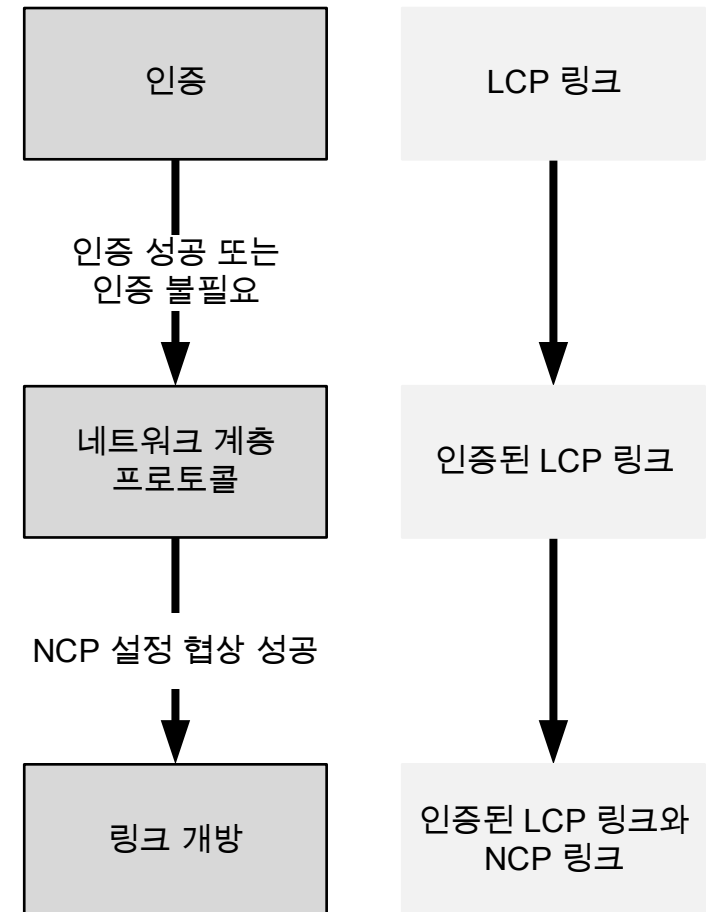 인증
LCP 링크
인증 성공 또는
인증 불필요
네트워크 계층
프로토콜
인증된 LCP 링크
NCP 설정 협상 성공
링크 개방
인증된 LCP 링크와
NCP 링크